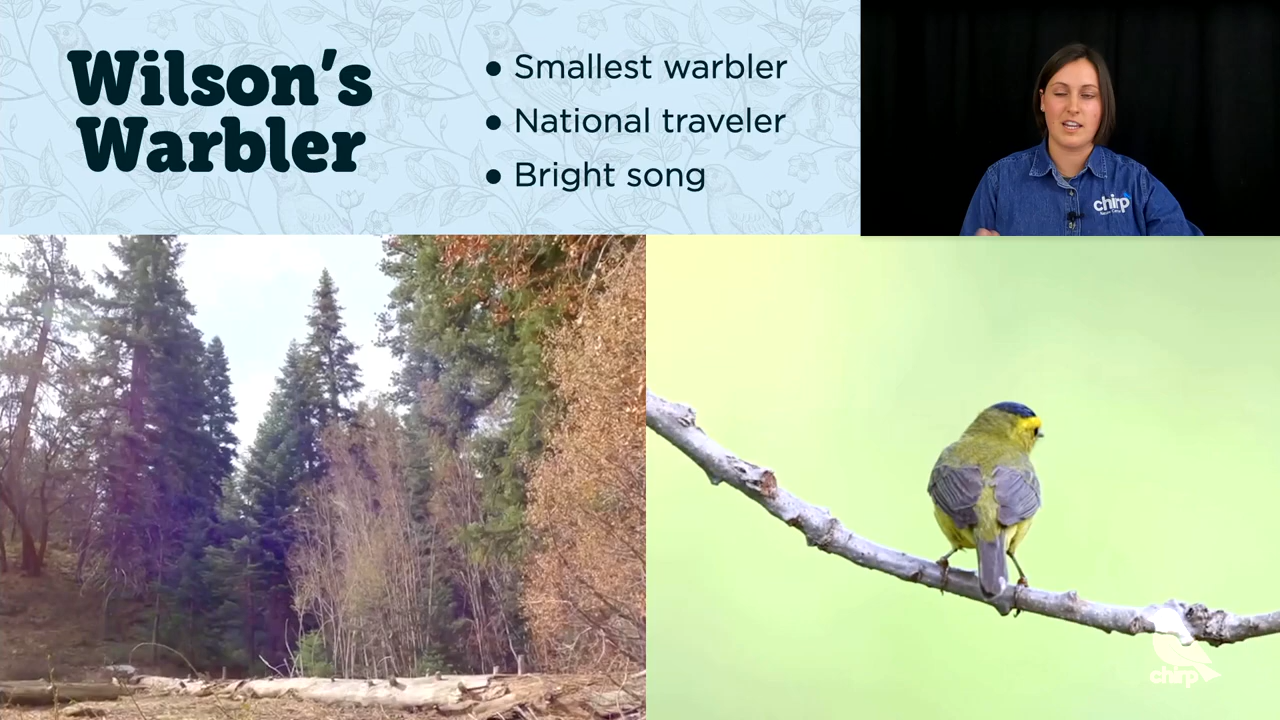 Wilson's
Warbler
● Smallest warbler
● National traveler
● Bright song
chirp
chirp